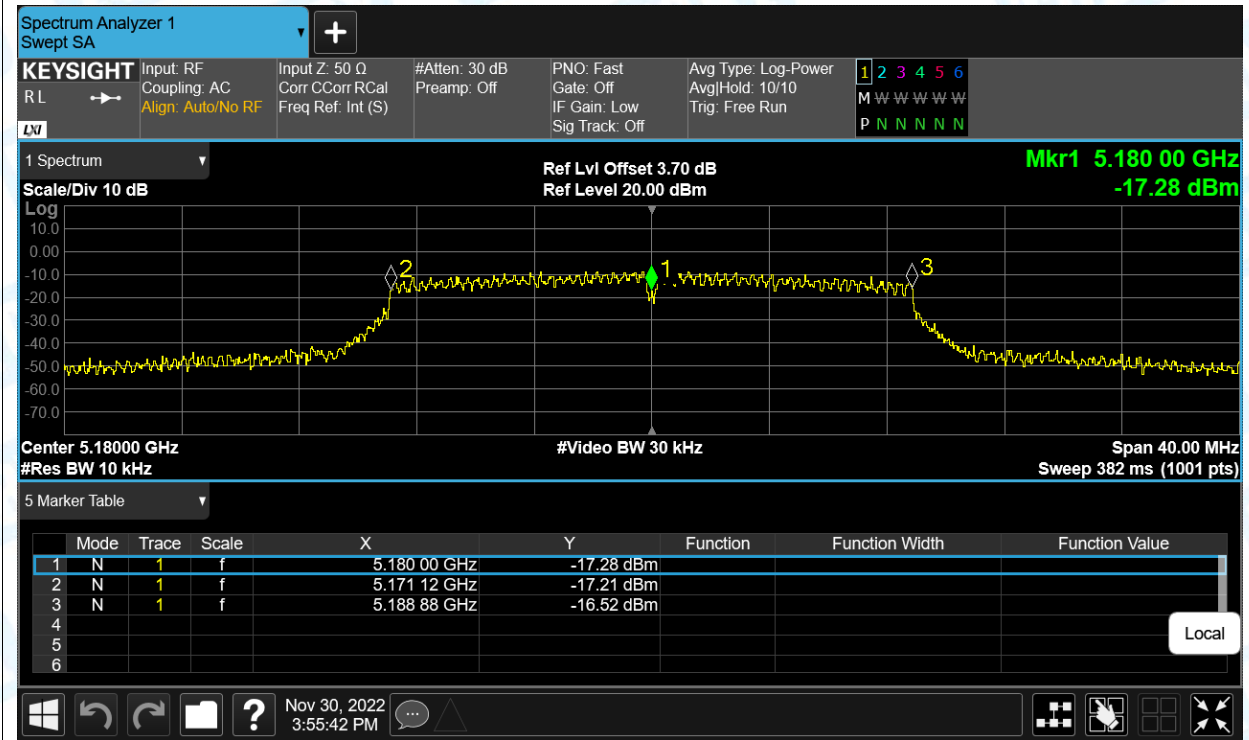 Spectrum Analyzer 1
Swept SA
+
KEYSIGHT Input: RF Input Z: 50 Ω #Atten: 30 dB PNO: Fast Avg Type: Log-Power 1 2 3 4 5 6
R L Coupling: AC Corr CCorr RCal Preamp: Off Gate: Off Avg|Hold: 10/10 M W W W W W W
Align: Auto/No RF Freq Ref: Int (S) IF Gain: Low Trig: Free Run
LXI Sig Track: Off P N N N N N N
1 Spectrum Ref Lvl Offset 3.70 dB Mkr1 5.180 00 GHz
Scale/Div 10 dB Ref Level 20.00 dBm -17.28 dBm
Log
10.0
0.00
-10.0 2 1 3
-20.0
-30.0
-40.0
-50.0
-60.0
-70.0
Center 5.18000 GHz #Video BW 30 kHz Span 40.00 MHz
#Res BW 10 kHz Sweep 382 ms (1001 pts)
5 Marker Table
Mode Trace Scale X Y Function Function Width Function Value
1 N 1 f 5.180 00 GHz -17.28 dBm
2 N 1 f 5.171 12 GHz -17.21 dBm
3 N 1 f 5.188 88 GHz -16.52 dBm
4
5 Local
6
? Nov 30, 2022
3:55:42 PM